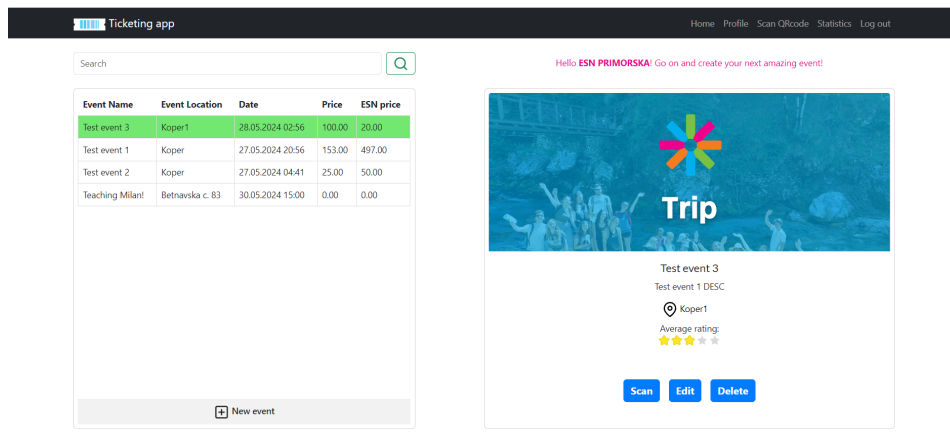 Ticketing app
Home Profile Scan QRcode Statistics Log out
Search
Hello ESN PRIMORSKA! Go on and create your next amazing event!
Event Name Event Location Date Price ESN price
Test event 3 Koper1 28.05.2024 02:56 100.00 20.00
Test event 1 Koper 27.05.2024 20:56 153.00 497.00
Test event 2 Koper 27.05.2024 04:41 25.00 50.00
Teaching Milan! Betnavska c. 83 30.05.2024 15:00 0.00 0.00
New event
Trip
Test event 3
Test event 1 DESC
Koper1
Average rating:
Scan Edit Delete